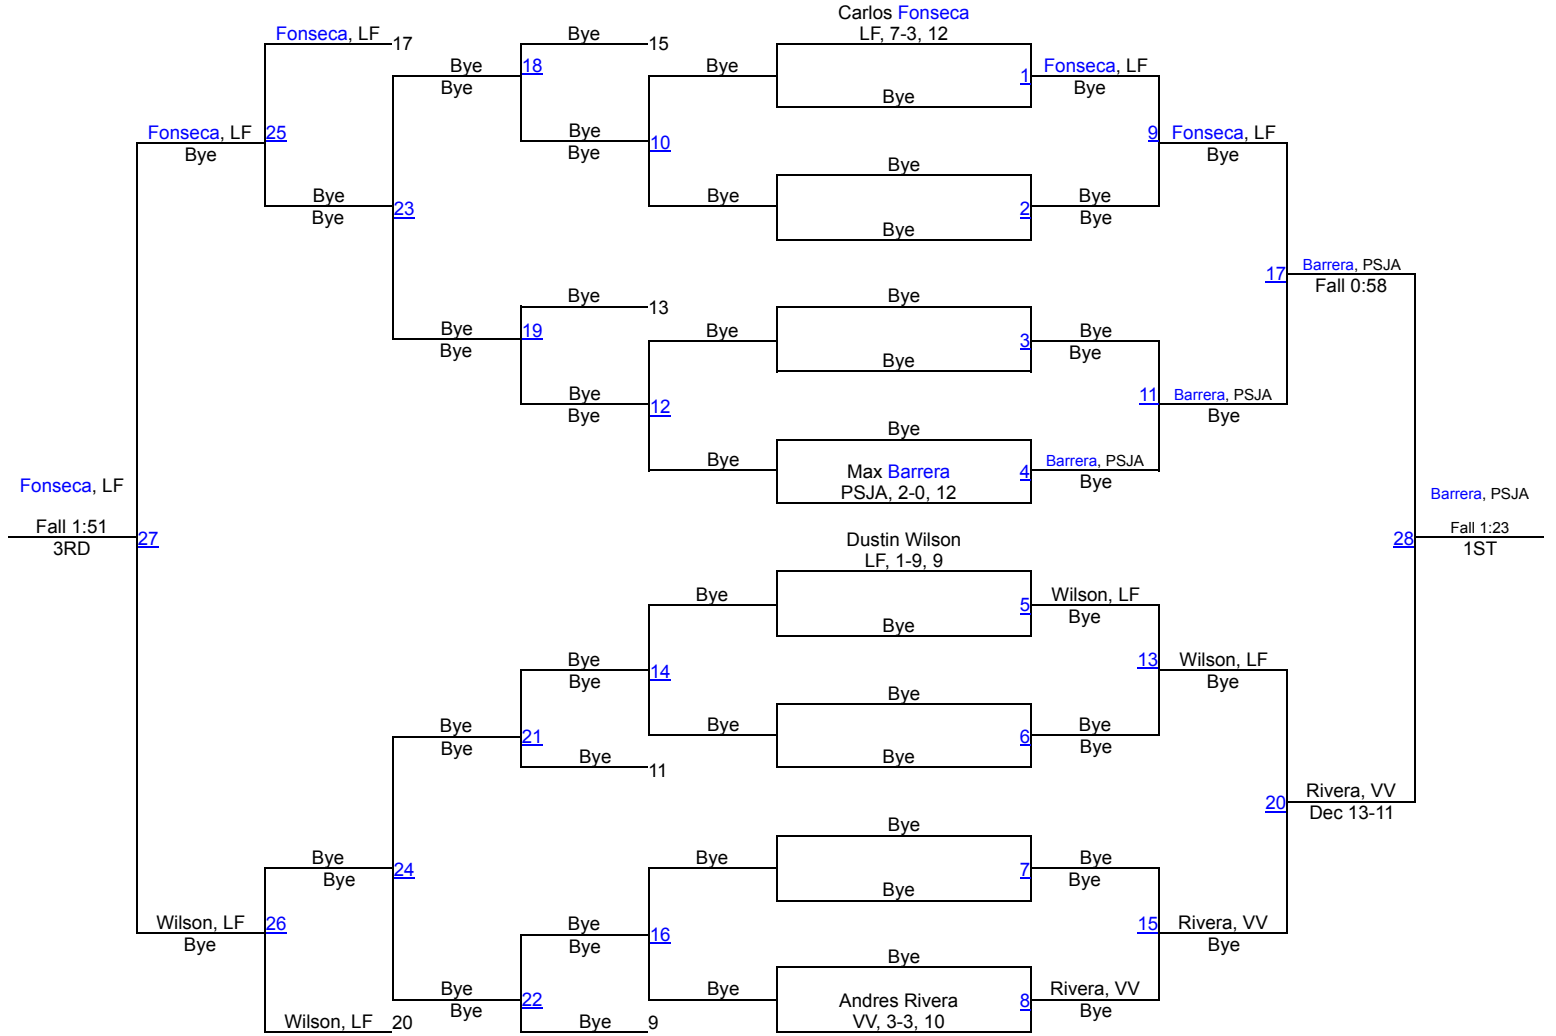 Carlos Fonseca
LF, 7-3, 12
Fonseca, LF 17
Bye 15
Bye
Bye
18
Bye
1
Fonseca, LF
Bye
Bye
Fonseca, LF
Bye
25
Bye
Bye
10
9
Fonseca, LF
Bye
Bye
Bye
Bye
23
Bye
2
Bye
Bye
Bye
17
Barrera, PSJA
Fall 0:58
Bye
13
Bye
Bye
Bye
19
Bye
3
Bye
Bye
Bye
Bye
Bye
12
11
Barrera, PSJA
Bye
Bye
Bye
Max Barrera
PSJA, 2-0, 12
4
Barrera, PSJA
Bye
Fonseca, LF
Fall 1:51
3RD
27
Barrera, PSJA
28
Fall 1:23
1ST
Dustin Wilson
LF, 1-9, 9
Bye
5
Wilson, LF
Bye
Bye
Bye
Bye
14
13
Wilson, LF
Bye
Bye
Bye
Bye
21
Bye
Bye
6
Bye
Bye
Bye
Bye
11
20
Rivera, VV
Dec 13-11
Bye
Bye
Bye
24
Bye
7
Bye
Bye
Bye
Wilson, LF
Bye
26
Bye
Bye
16
15
Rivera, VV
Bye
Bye
Bye
Bye
22
Bye
Andres Rivera
VV, 3-3, 10
8
Rivera, VV
Bye
Wilson, LF 20
Bye 9